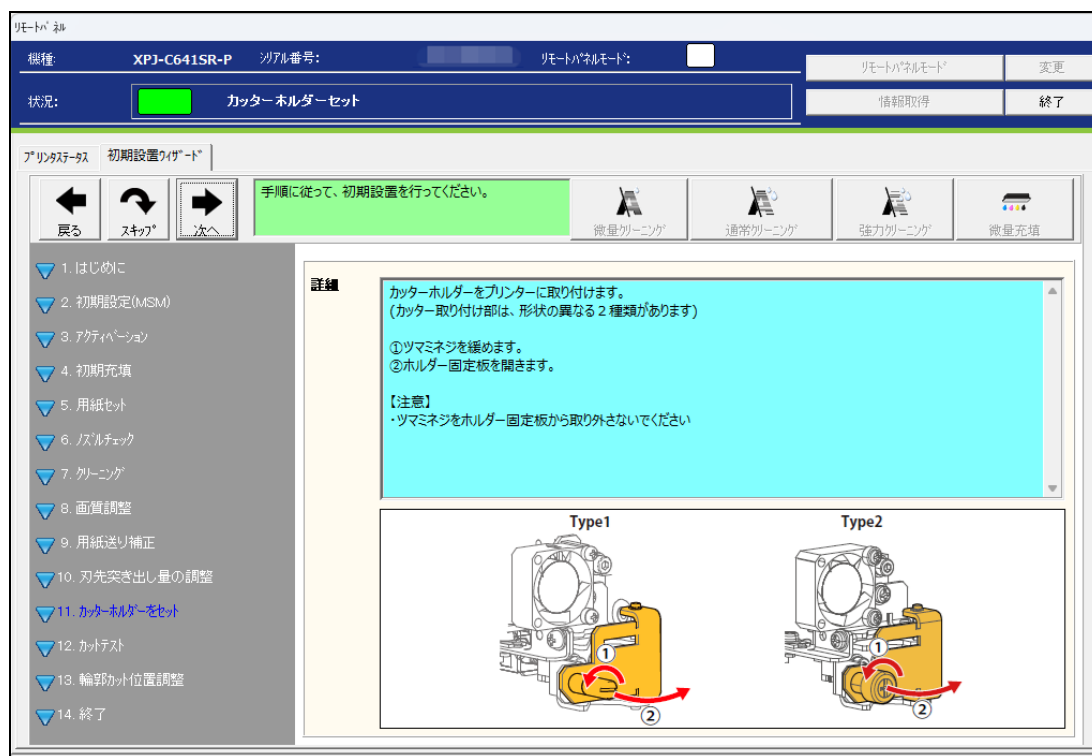 リモートパネル
機種: XPJ-C641SR-P シリアル番号: リモートパネルモード:
リモートパネルモード 変更
状況: カッターホルダーセット
情報取得 終了
プリンタステータス 初期設置ウィザード
戻る スキップ 次へ
手順に従って、初期設置を行ってください。
微量クリーニング 通常クリーニング 強力クリーニング 微量充填
1. はじめに
2. 初期設定(MSM)
3. アクティベーション
4. 初期充填
5. 用紙セット
6. ノズルチェック
7. クリーニング
8. 画質調整
9. 用紙送り補正
10. 刃先突き出し量の調整
11. カッターホルダーをセット
12. カットテスト
13. 輪郭カット位置調整
14. 終了
詳細
カッターホルダーをプリンターに取り付けます。
(カッター取り付け部は、形状の異なる２種類があります)
①ツマミネジを緩めます。
②ホルダー固定板を開きます。
【注意】
・ツマミネジをホルダー固定板から取り外さないでください
Type1 Type2
① ①
② ②